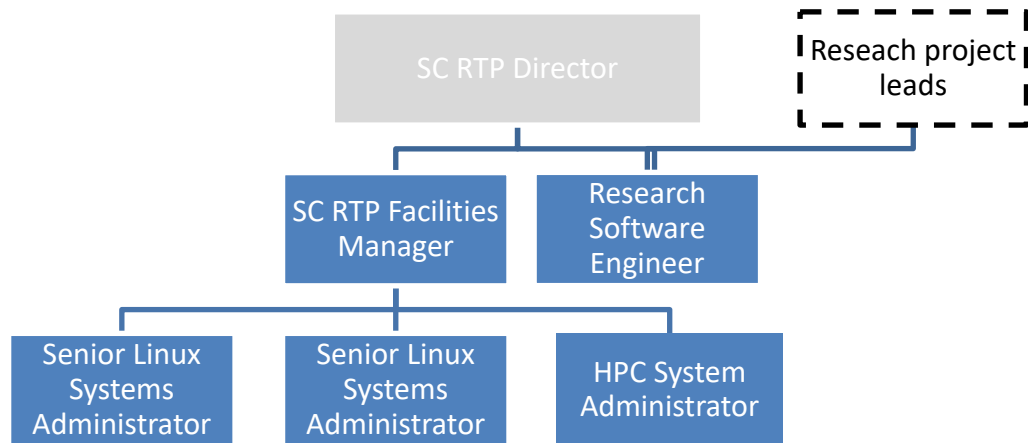 SC RTP Director
Reseach project
leads
SC RTP Facilities
Manager
Research
Software
Engineer
Senior Linux
Systems
Administrator
Senior Linux
Systems
Administrator
HPC System
Administrator